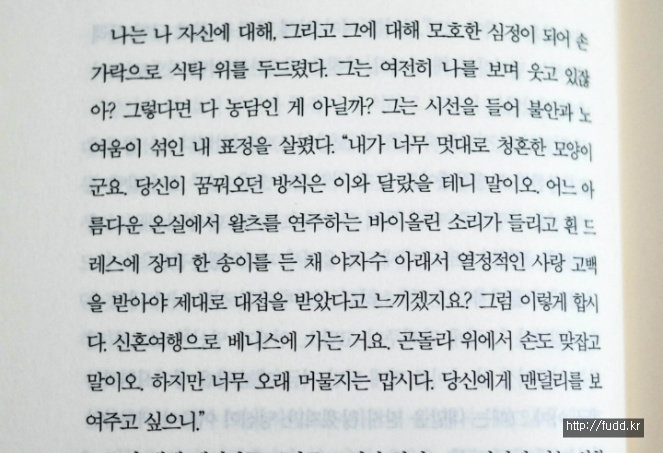 나는 나 자신에 대해, 그리고 그에 대해 모호한 심정이 되어 손
가락으로 식탁 위를 두드렸다. 그는 여전히 나를 보며 웃고 있잖
아? 그렇다면 다 농담인 게 아닐까? 그는 시선을 들어 불안과 노
여움이 섞인 내 표정을 살폈다. “내가 너무 멋대로 청혼한 모양이
군요. 당신이 꿈꿔오던 방식은 이와 달랐을 테니 말이오. 어느 아
름다운 온실에서 왈츠를 연주하는 바이올린 소리가 들리고 흰 드
레스에 장미 한 송이를 든 채 야자수 아래서 열정적인 사랑 고백
을 받아야 제대로 대접을 받았다고 느끼겠지요? 그럼 이렇게 합시
다. 신혼여행으로 베니스에 가는 거요. 곤돌라 위에서 손도 맞잡고
말이오. 하지만 너무 오래 머물지는 맙시다. 당신에게 맨덜리를 보
여주고 싶으니.”
http://fudd.kr